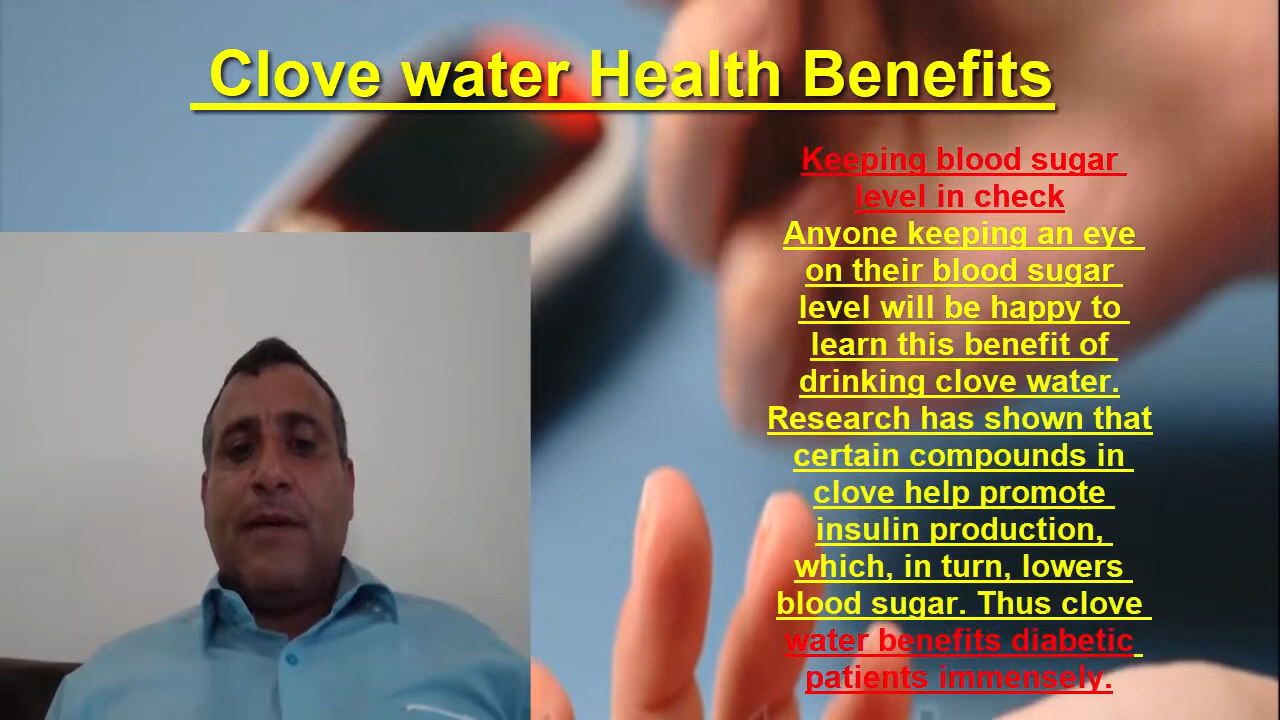 Clove water Health Benefits
Keeping blood sugar
level in check
Anyone keeping an eye
on their blood sugar
level will be happy to
learn this benefit of
drinking clove water.
Research has shown that
certain compounds in
clove help promote
insulin production,
which, in turn, lowers
blood sugar. Thus clove
water benefits diabetic
patients immensely.